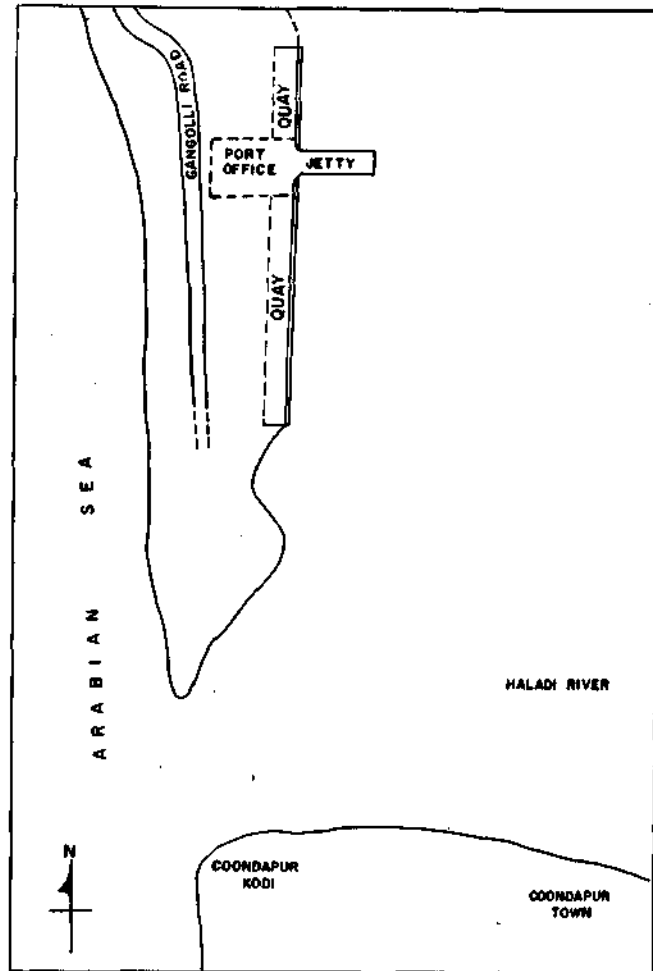 GANGOLLI ROAD
QUAY
PORT
OFFICE
JETTY
QUAY
ARABIAN SEA
HALADI RIVER
N
COONDAPUR
KODI
COONDAPUR
TOWN